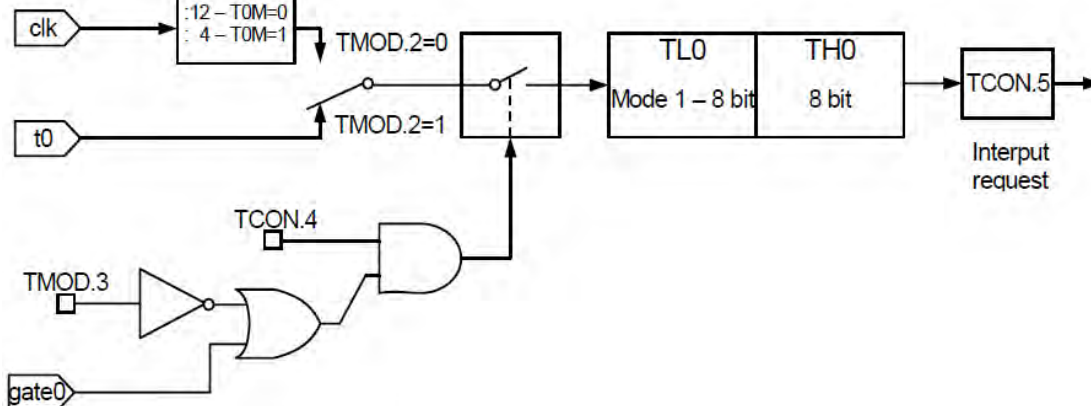 clk
:12 – T0M=0
: 4 – T0M=1
TMOD.2=0
TL0
TH0
Mode 1 – 8 bit
8 bit
TCON.5
t0
TMOD.2=1
Interput
request
TCON.4
TMOD.3
gate0